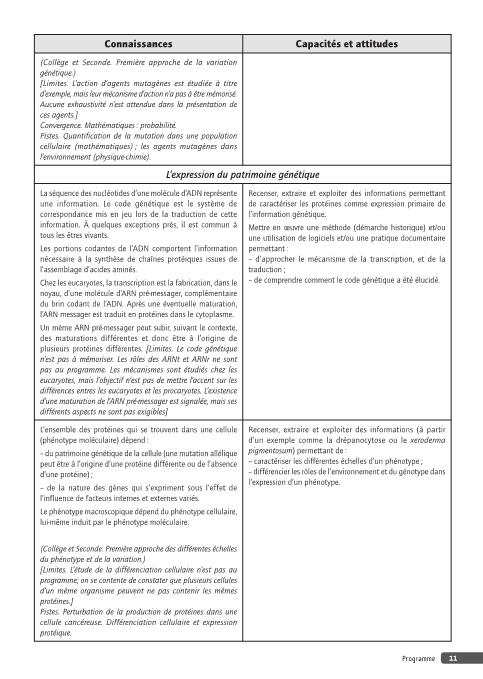 Connaissances
Capacités et attitudes
(Collège et Seconde. Première approche de la variation
génétique.)
[Limites. L'action d'agents mutagènes est étudiée à titre
d'exemple, mais leur mécanisme d'action n'a pas à être mémorisé.
Aucune exhaustivité n'est attendue dans la présentation de
ces agents.]
Convergence. Mathématiques : probabilité.
Pistes. Quantification de la mutation dans une population
cellulaire (mathématiques) ; les agents mutagènes dans
l'environnement (physique-chimie).
L'expression du patrimoine génétique
La séquence des nucléotides d'une molécule d'ADN représente
une information. Le code génétique est le système de
correspondance mis en jeu lors de la traduction de cette
information. À quelques exceptions près, il est commun à
tous les êtres vivants.
Les portions codantes de l'ADN comportent l'information
nécessaire à la synthèse de chaînes protéiques issues de
l'assemblage d'acides aminés.
Chez les eucaryotes, la transcription est la fabrication, dans le
noyau, d'une molécule d'ARN pré-messager, complémentaire
du brin codant de l'ADN. Après une éventuelle maturation,
l'ARN messager est traduit en protéines dans le cytoplasme.
Un même ARN pré-messager peut subir, suivant le contexte,
des maturations différentes et donc être à l'origine de
plusieurs protéines différentes. [Limites. Le code génétique
n'est pas à mémoriser. Les rôles des ARNt et ARNr ne sont
pas au programme. Les mécanismes sont étudiés chez les
eucaryotes, mais l'objectif n'est pas de mettre l'accent sur les
différences entres les eucaryotes et les procaryotes. L'existence
d'une maturation de l'ARN pré-messager est signalée, mais ses
différents aspects ne sont pas exigibles]
Recenser, extraire et exploiter des informations permettant
de caractériser les protéines comme expression primaire de
l'information génétique.
Mettre en œuvre une méthode (démarche historique) et/ou
une utilisation de logiciels et/ou une pratique documentaire
permettant :
– d'approcher le mécanisme de la transcription, et de la
traduction ;
– de comprendre comment le code génétique a été élucidé.
L'ensemble des protéines qui se trouvent dans une cellule
(phénotype moléculaire) dépend :
– du patrimoine génétique de la cellule (une mutation allélique
peut être à l'origine d'une protéine différente ou de l'absence
d'une protéine) ;
– de la nature des gènes qui s'expriment sous l'effet de
l'influence de facteurs internes et externes variés.
Le phénotype macroscopique dépend du phénotype cellulaire,
lui-même induit par le phénotype moléculaire.
(Collège et Seconde. Première approche des différentes échelles
du phénotype et de la variation.)
[Limites. L'étude de la différenciation cellulaire n'est pas au
programme; on se contente de constater que plusieurs cellules
d'un même organisme peuvent ne pas contenir les mêmes
protéines.]
Pistes. Perturbation de la production de protéines dans une
cellule cancéreuse. Différenciation cellulaire et expression
protéique.
Recenser, extraire et exploiter des informations (à partir
d'un exemple comme la drépanocytose ou le xeroderma
pigmentosum) permettant de :
– caractériser les différentes échelles d'un phénotype ;
– différencier les rôles de l'environnement et du génotype dans
l'expression d'un phénotype.
Programme 11